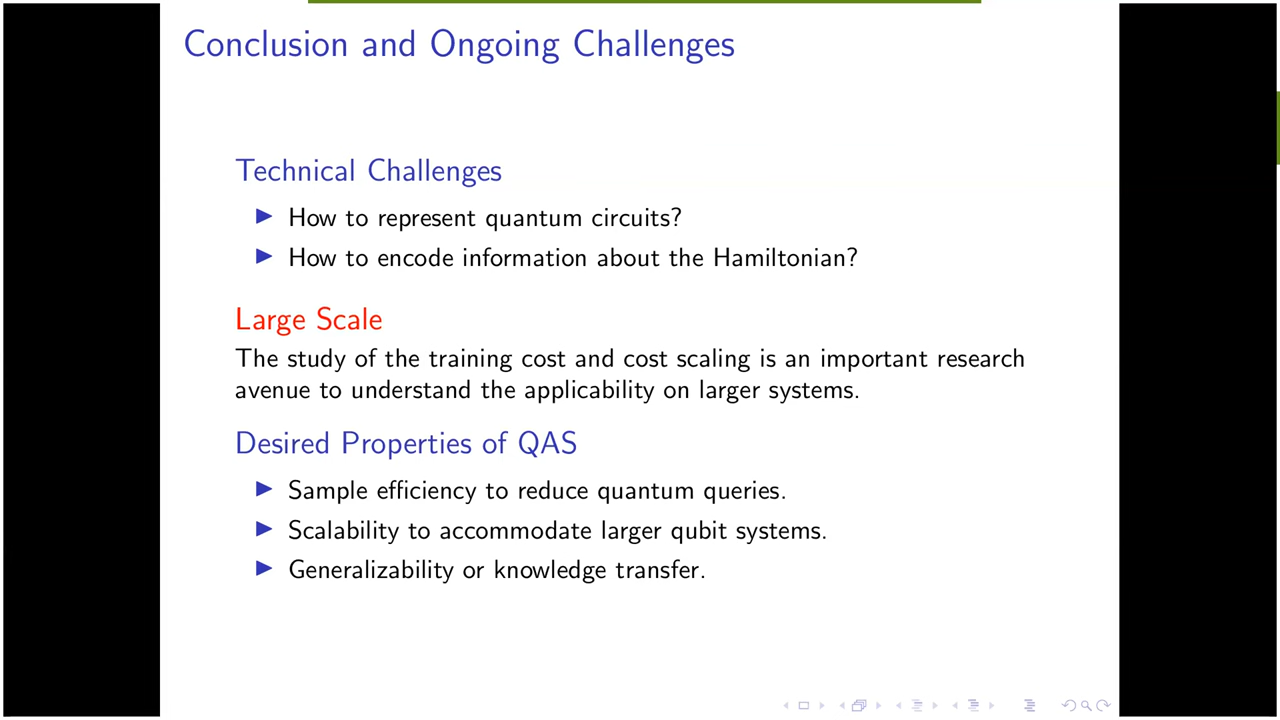 Conclusion and Ongoing Challenges
Technical Challenges
How to represent quantum circuits?
How to encode information about the Hamiltonian?
Large Scale
The study of the training cost and cost scaling is an important research
avenue to understand the applicability on larger systems.
Desired Properties of QAS
Sample efficiency to reduce quantum queries.
Scalability to accommodate larger qubit systems.
Generalizability or knowledge transfer.